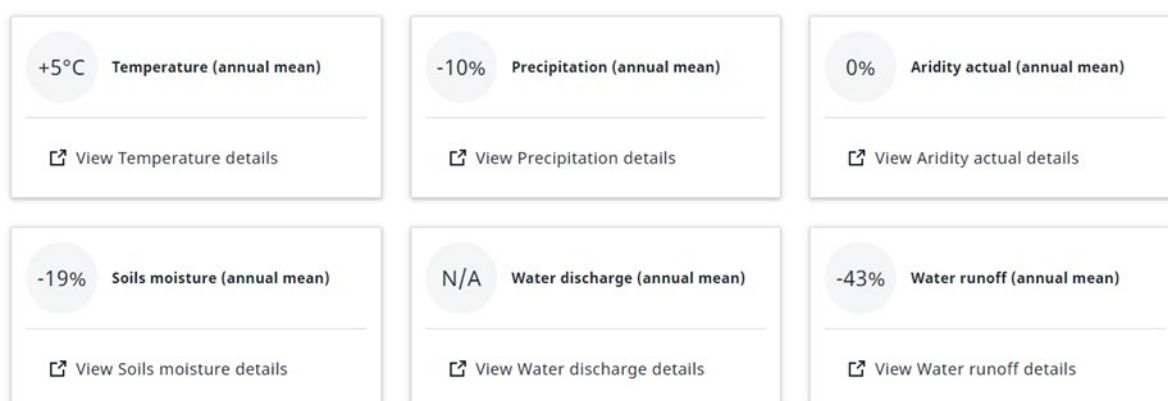 +5°C Temperature (annual mean)
-10% Precipitation (annual mean)
0% Aridity actual (annual mean)
View Temperature details
View Precipitation details
View Aridity actual details
-19% Soils moisture (annual mean)
N/A Water discharge (annual mean)
-43% Water runoff (annual mean)
View Soils moisture details
View Water discharge details
View Water runoff details